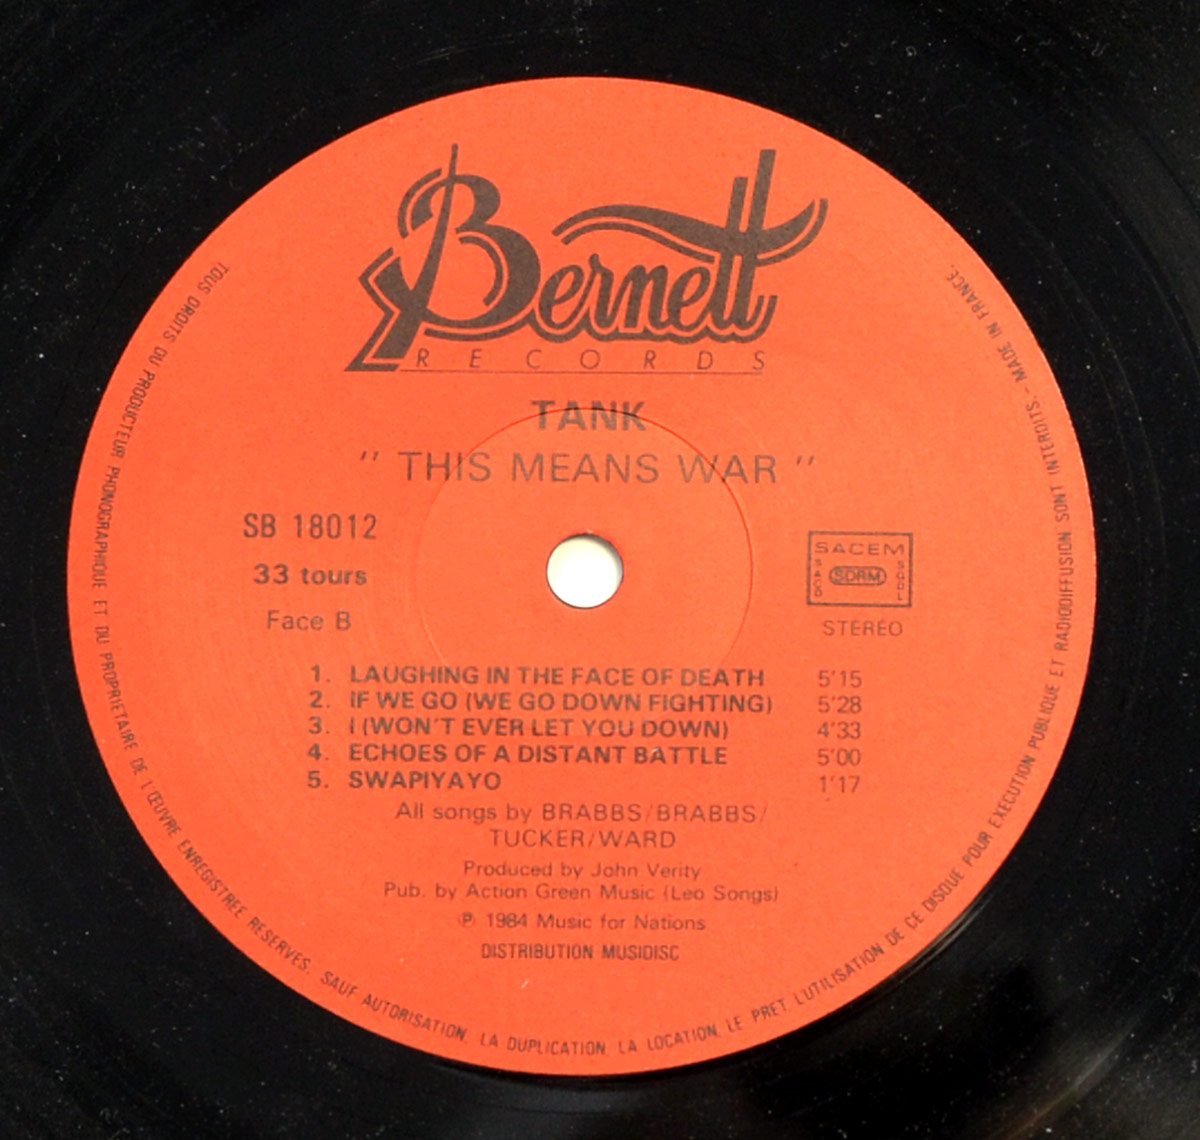 Bernett
RECORDS
TANK
" THIS MEANS WAR "
SB 18012
33 tours
Face B
SACEM
SACD
SDRM
SGDL
STÉRÉO
1. LAUGHING IN THE FACE OF DEATH 5'15
2. IF WE GO (WE GO DOWN FIGHTING) 5'28
3. I (WON'T EVER LET YOU DOWN) 4'33
4. ECHOES OF A DISTANT BATTLE 5'00
5. SWAPIYAYO 1'17
All songs by BRABBS/BRABBS/
TUCKER/WARD
Produced by John Verity
Pub. by Action Green Music (Leo Songs)
℗ 1984 Music for Nations
DISTRIBUTION MUSIDISC
TOUS DROITS DU PRODUCTEUR PHONOGRAPHIQUE ET DU PROPRIETAIRE DE L'ŒUVRE ENREGISTREE RESERVES. SAUF AUTORISATION, LA DUPLICATION, LA LOCATION, LE PRET, L'UTILISATION DE CE DISQUE POUR EXECUTION PUBLIQUE ET RADIODIFFUSION SONT INTERDITS. - MADE IN FRANCE.